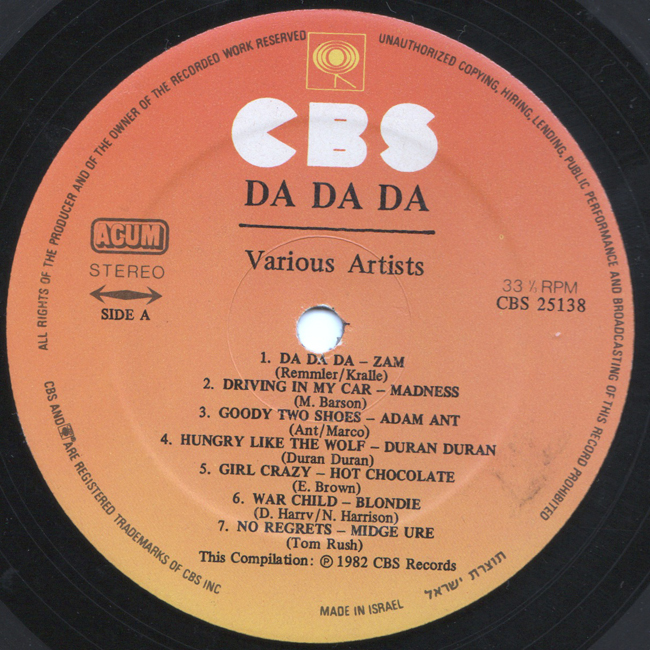 ALL RIGHTS OF THE PRODUCER AND OF THE OWNER OF THE RECORDED WORK RESERVED
UNAUTHORIZED COPYING, HIRING, LENDING, PUBLIC PERFORMANCE AND BROADCASTING OF THIS RECORD PROHIBITED
CBS
DA DA DA
Various Artists
ACUM
STEREO
SIDE A
33 ⅓ RPM
CBS 25138
1. DA DA DA – ZAM
(Remmler/Kralle)
2. DRIVING IN MY CAR – MADNESS
(M. Barson)
3. GOODY TWO SHOES – ADAM ANT
(Ant/Marco)
4. HUNGRY LIKE THE WOLF – DURAN DURAN
(Duran Duran)
5. GIRL CRAZY – HOT CHOCOLATE
(E. Brown)
6. WAR CHILD – BLONDIE
(D. Harry/N. Harrison)
7. NO REGRETS – MIDGE URE
(Tom Rush)
This Compilation: ℗ 1982 CBS Records
CBS AND ARE REGISTERED TRADEMARKS OF CBS INC
MADE IN ISRAEL
תוצרת ישראל